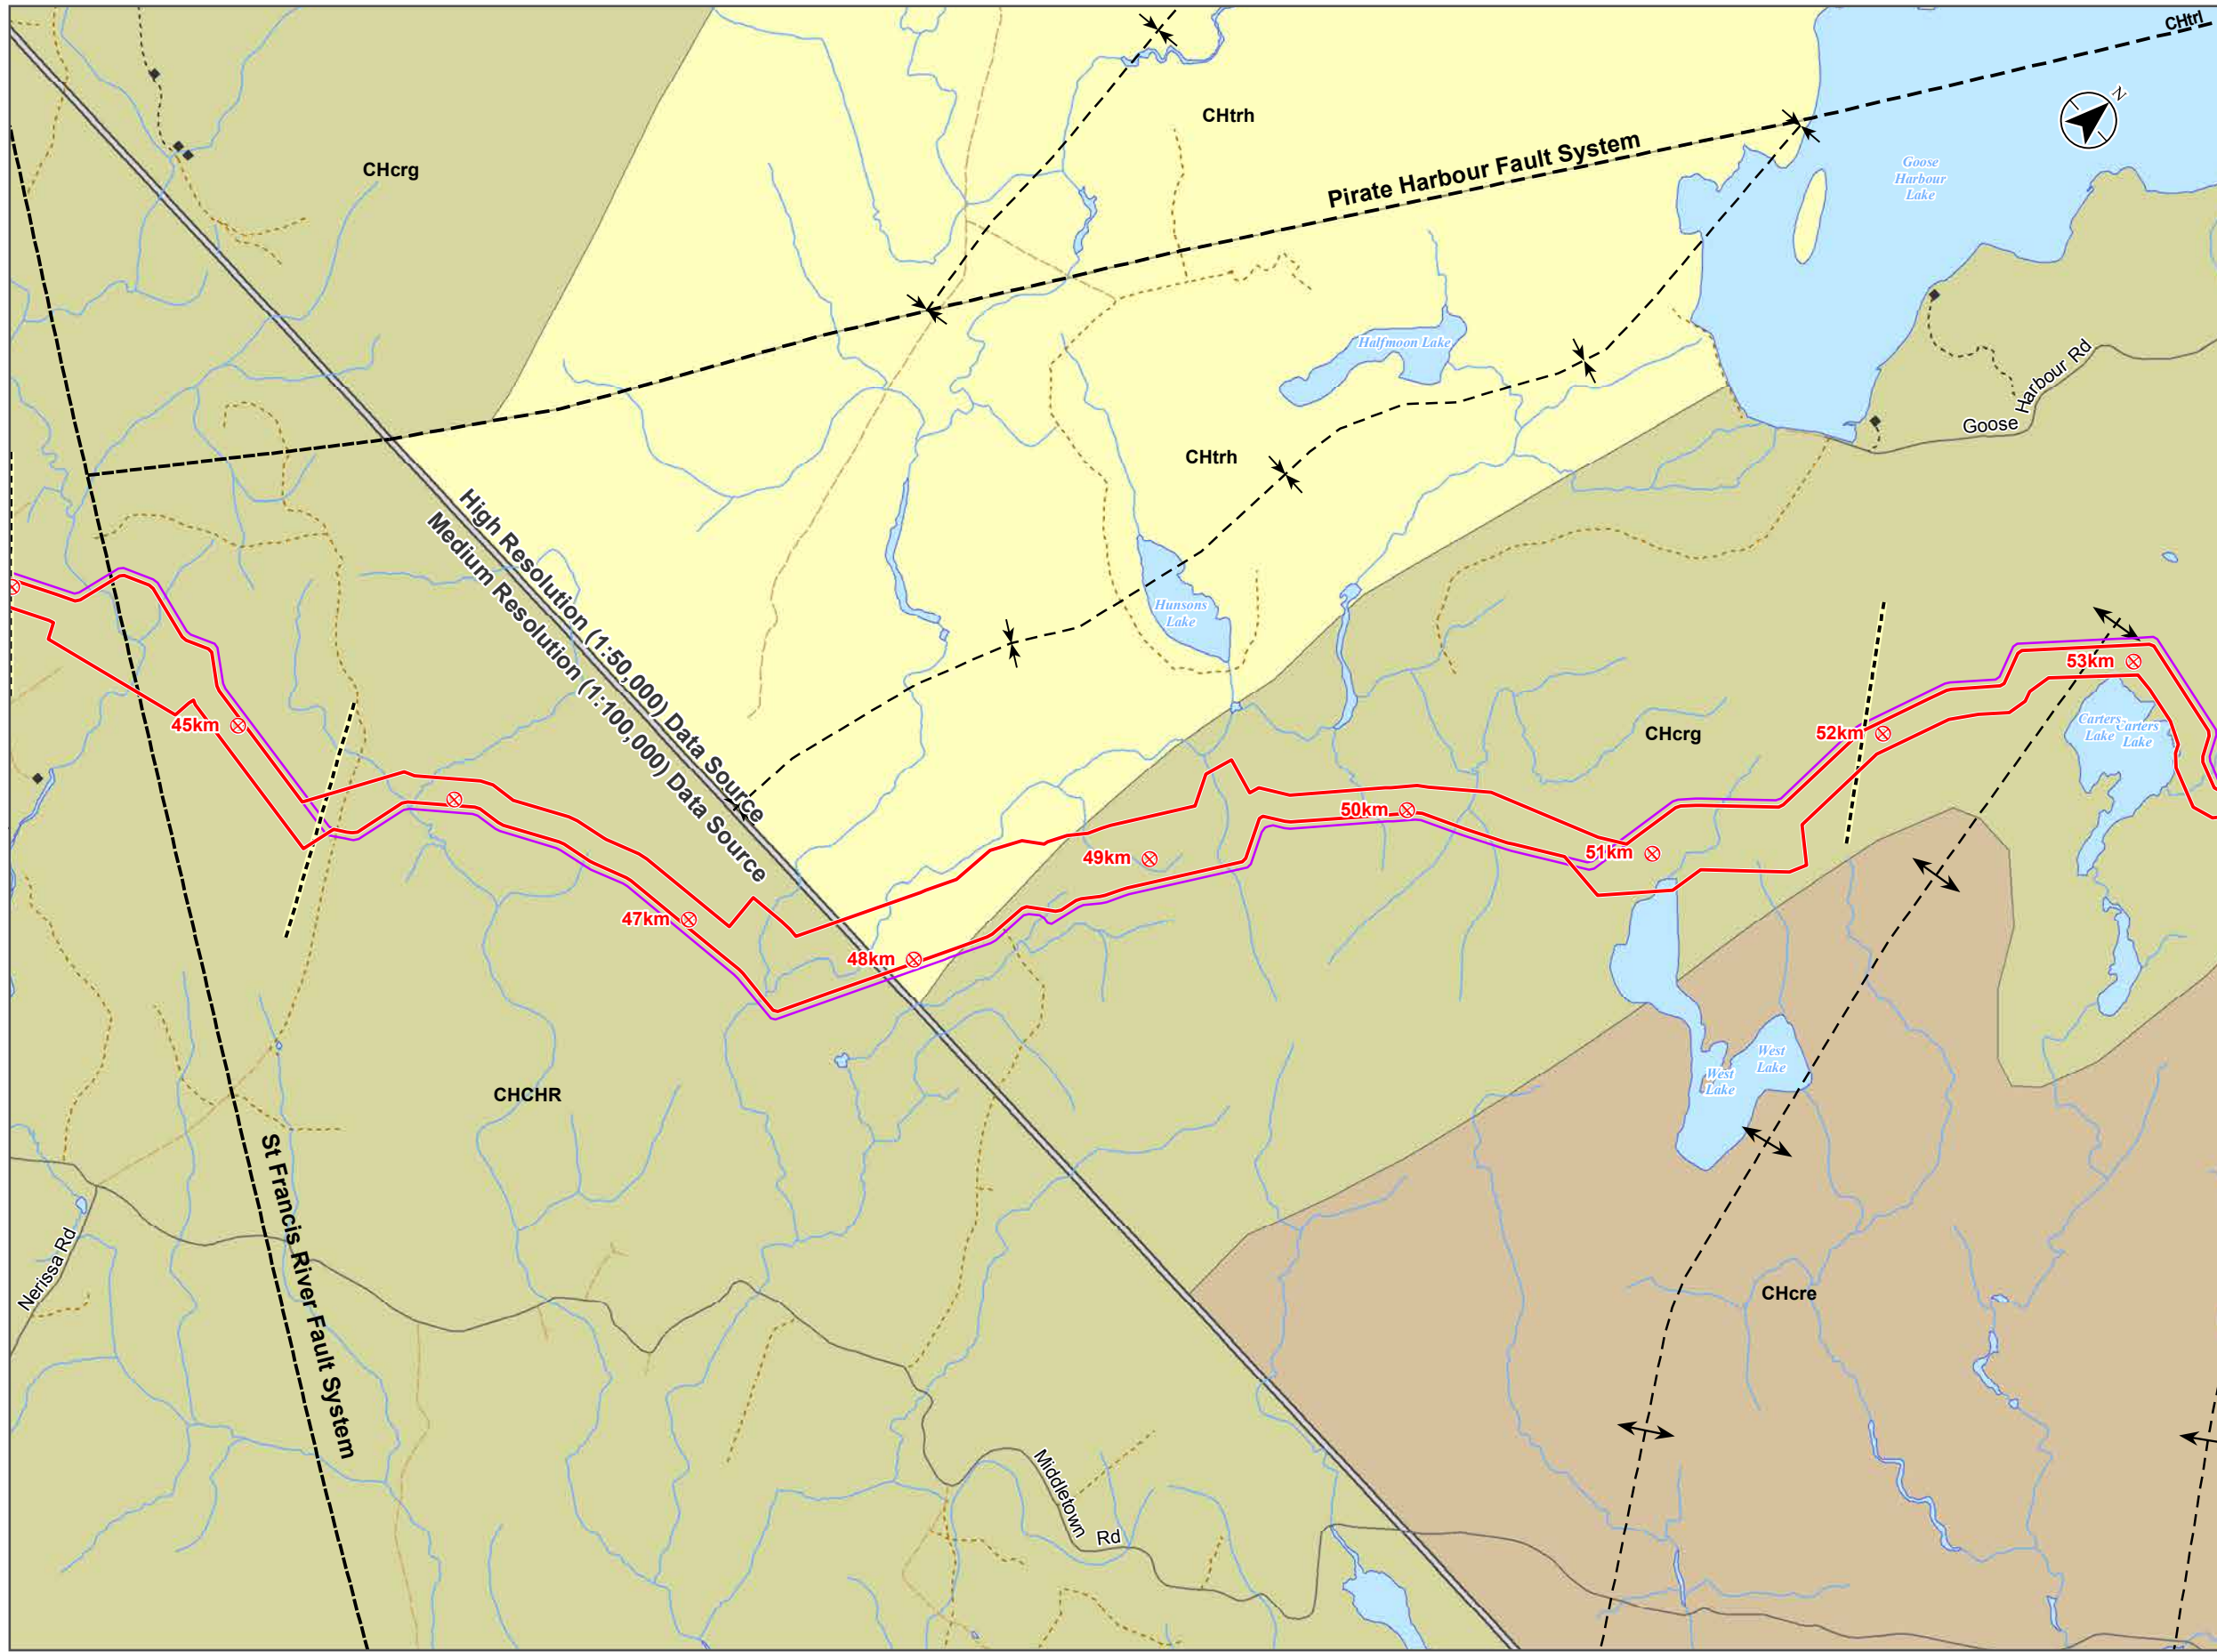 CHtrl
N
CHtrh
CHcrg
Pirate Harbour Fault System
Goose
Harbour
Lake
Halfmoon Lake
Goose Harbour Rd
CHtrh
High Resolution (1:50,000) Data Source
Medium Resolution (1:100,000) Data Source
Hunsons
Lake
53km
45km
CHcrg
52km
Carters
Lake
Carters
Lake
50km
51km
49km
47km
48km
West
Lake
West
Lake
CHCHR
St Francis River Fault System
Nerissa Rd
CHcre
Middletown Rd